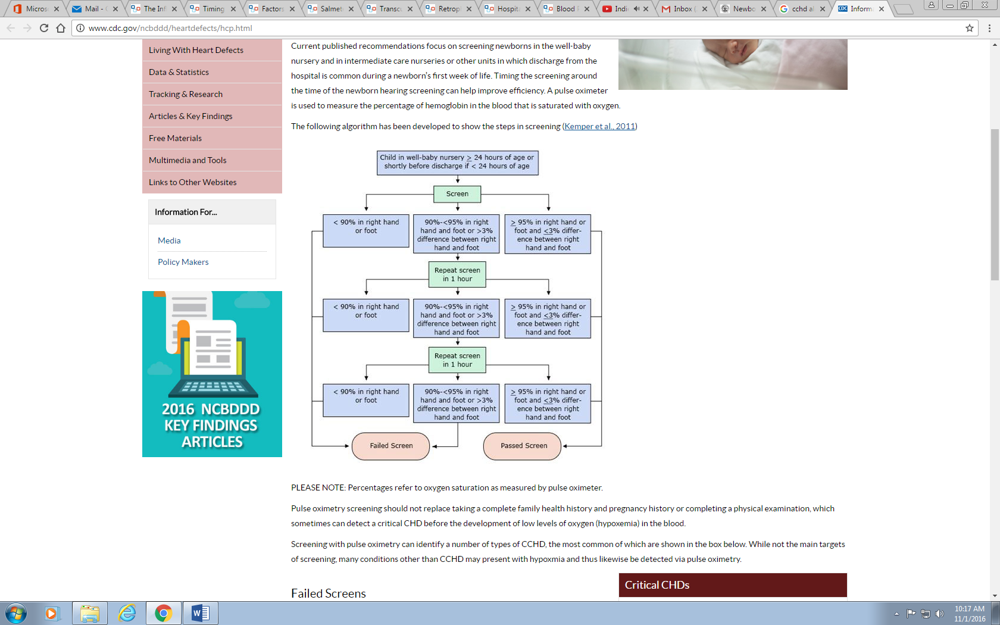 Micros
Mail - 
The Inf
Timing
Factors
Salmet
Transcu
Retrop
Hospita
Blood
Indi
Inbox (
Newbo
cchd al
Inform
www.cdc.gov/ncbddd/heartdefects/hcp.html
Living With Heart Defects
Data & Statistics
Tracking & Research
Articles & Key Findings
Free Materials
Multimedia and Tools
Links to Other Websites
Information For...
Media
Policy Makers
2016 NCBDDD
KEY FINDINGS
ARTICLES
Current published recommendations focus on screening newborns in the well-baby
nursery and in intermediate care nurseries or other units in which discharge from the
hospital is common during a newborn's first week of life. Timing the screening around
the time of the newborn hearing screening can help improve efficiency. A pulse oximeter
is used to measure the percentage of hemoglobin in the blood that is saturated with oxygen.
The following algorithm has been developed to show the steps in screening (Kemper et al., 2011)
Child in well-baby nursery ≥ 24 hours of age or
shortly before discharge if < 24 hours of age
Screen
< 90% in right hand
or foot
90%-<95% in right
hand and foot or >3%
difference between right
hand and foot
≥ 95% in right hand or
foot and ≤3% differ-
ence between right
hand and foot
Repeat screen
in 1 hour
< 90% in right hand
or foot
90%-<95% in right
hand and foot or >3%
difference between right
hand and foot
≥ 95% in right hand or
foot and ≤3% differ-
ence between right
hand and foot
Repeat screen
in 1 hour
< 90% in right hand
or foot
90%-<95% in right
hand and foot or >3%
difference between right
hand and foot
≥ 95% in right hand or
foot and ≤3% differ-
ence between right
hand and foot
Failed Screen
Passed Screen
PLEASE NOTE: Percentages refer to oxygen saturation as measured by pulse oximeter.
Pulse oximetry screening should not replace taking a complete family health history and pregnancy history or completing a physical examination, which
sometimes can detect a critical CHD before the development of low levels of oxygen (hypoxemia) in the blood.
Screening with pulse oximetry can identify a number of types of CCHD, the most common of which are shown in the box below. While not the main targets
of screening, many conditions other than CCHD may present with hypoxmia and thus likewise be detected via pulse oximetry.
Failed Screens
Critical CHDs
10:17 AM
11/1/2016